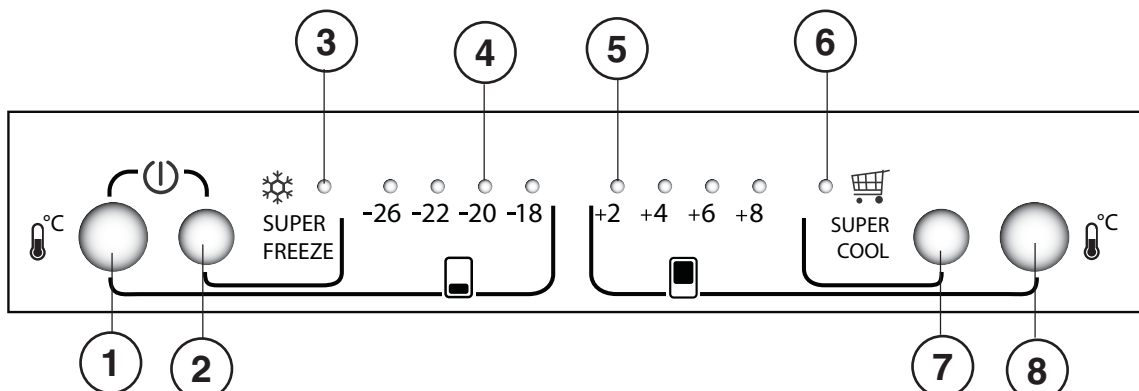 3 4 5 6
°C SUPER -26 -22 -20 -18 +2 +4 +6 +8 SUPER °C
FREEZE COOL
1 2 7 8